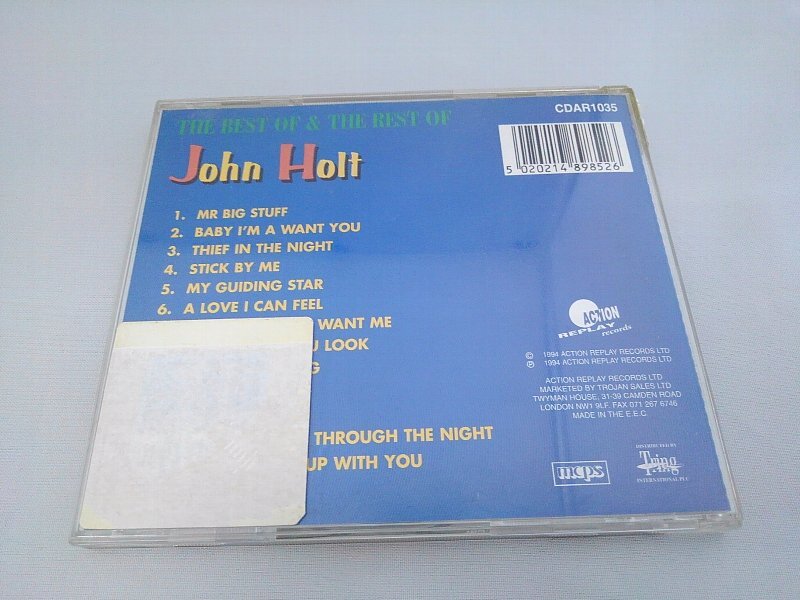 THE BEST OF & THE REST OF
John Holt
CDAR1035
5 020214 898526
1. MR BIG STUFF
2. BABY I'M A WANT YOU
3. THIEF IN THE NIGHT
4. STICK BY ME
5. MY GUIDING STAR
6. A LOVE I CAN FEEL
WANT ME
LOOK
THROUGH THE NIGHT
UP WITH YOU
ACTION
REPLAY
records
© 1994 ACTION REPLAY RECORDS LTD
℗ 1994 ACTION REPLAY RECORDS LTD
ACTION REPLAY RECORDS LTD
MARKETED BY TROJAN SALES LTD
TWYMAN HOUSE, 31-39 CAMDEN ROAD
LONDON NW1 9LF. FAX 071 267 6746
MADE IN THE E.E.C.
mcps
DISTRIBUTED BY
Tring
INTERNATIONAL PLC